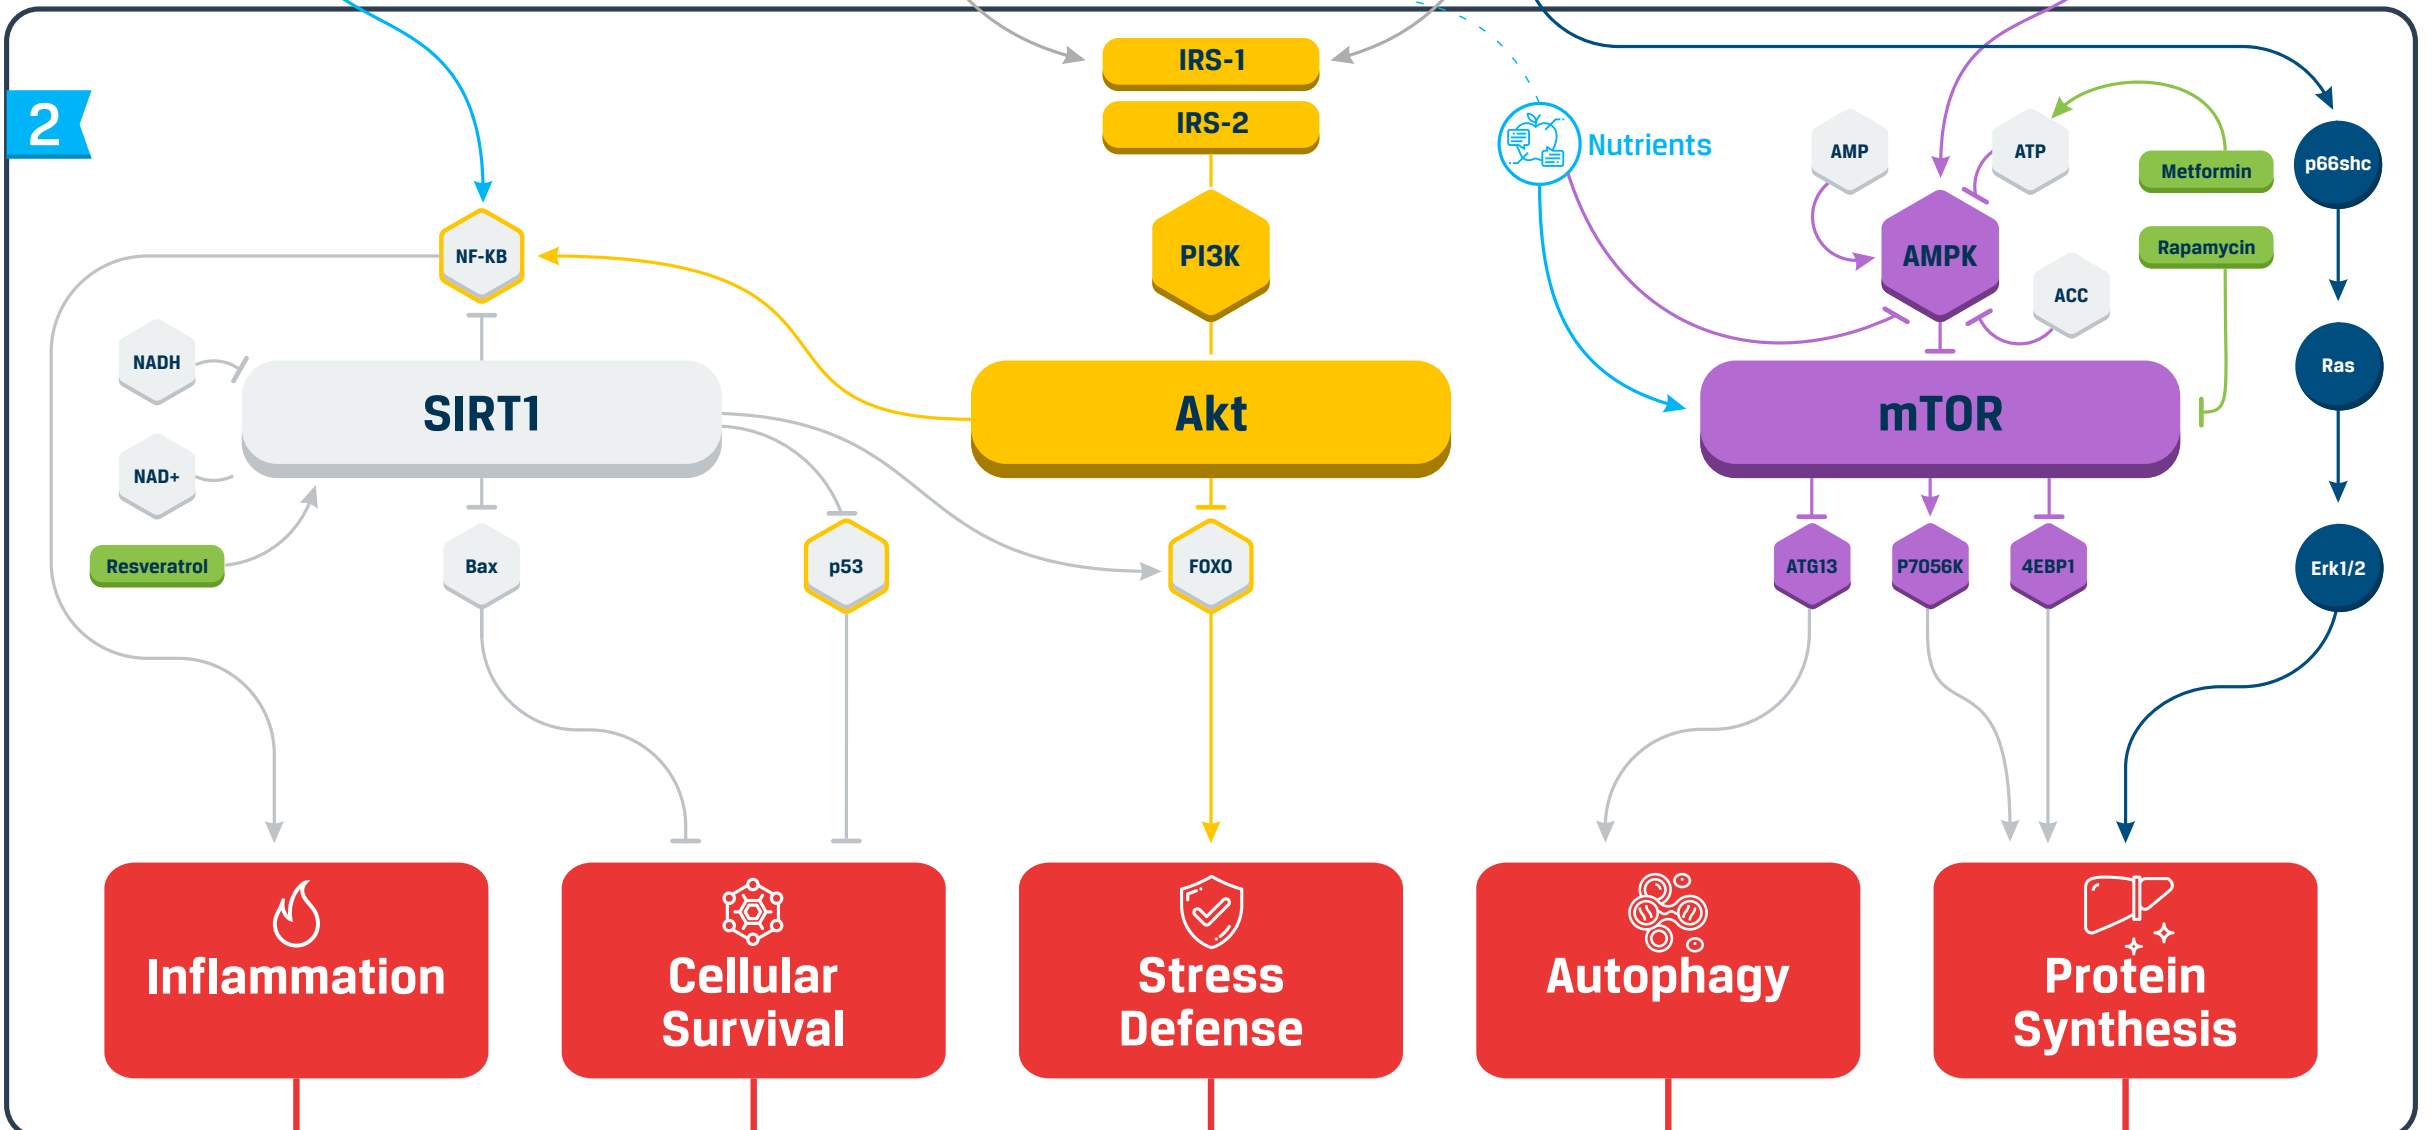 IRS-1
2
IRS-2
Nutrients
AMP
ATP
Metformin
p66shc
NF-KB
PI3K
AMPK
Rapamycin
ACC
NADH
Ras
SIRT1
Akt
mTOR
NAD+
Resveratrol
Bax
p53
FOXO
ATG13
P7056K
4EBP1
Erk1/2
Inflammation
Cellular
Survival
Stress
Defense
Autophagy
Protein
Synthesis